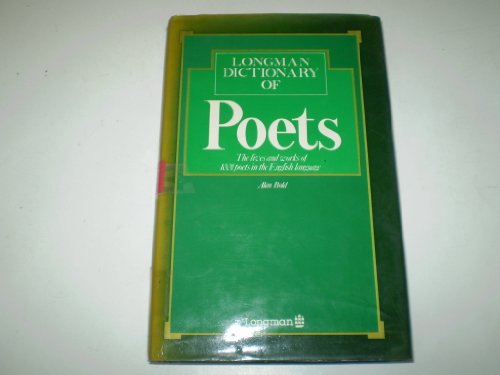 LONGMAN
DICTIONARY
OF
Poets
The lives and works of
1001 poets in the English language
Alan Bold
Longman